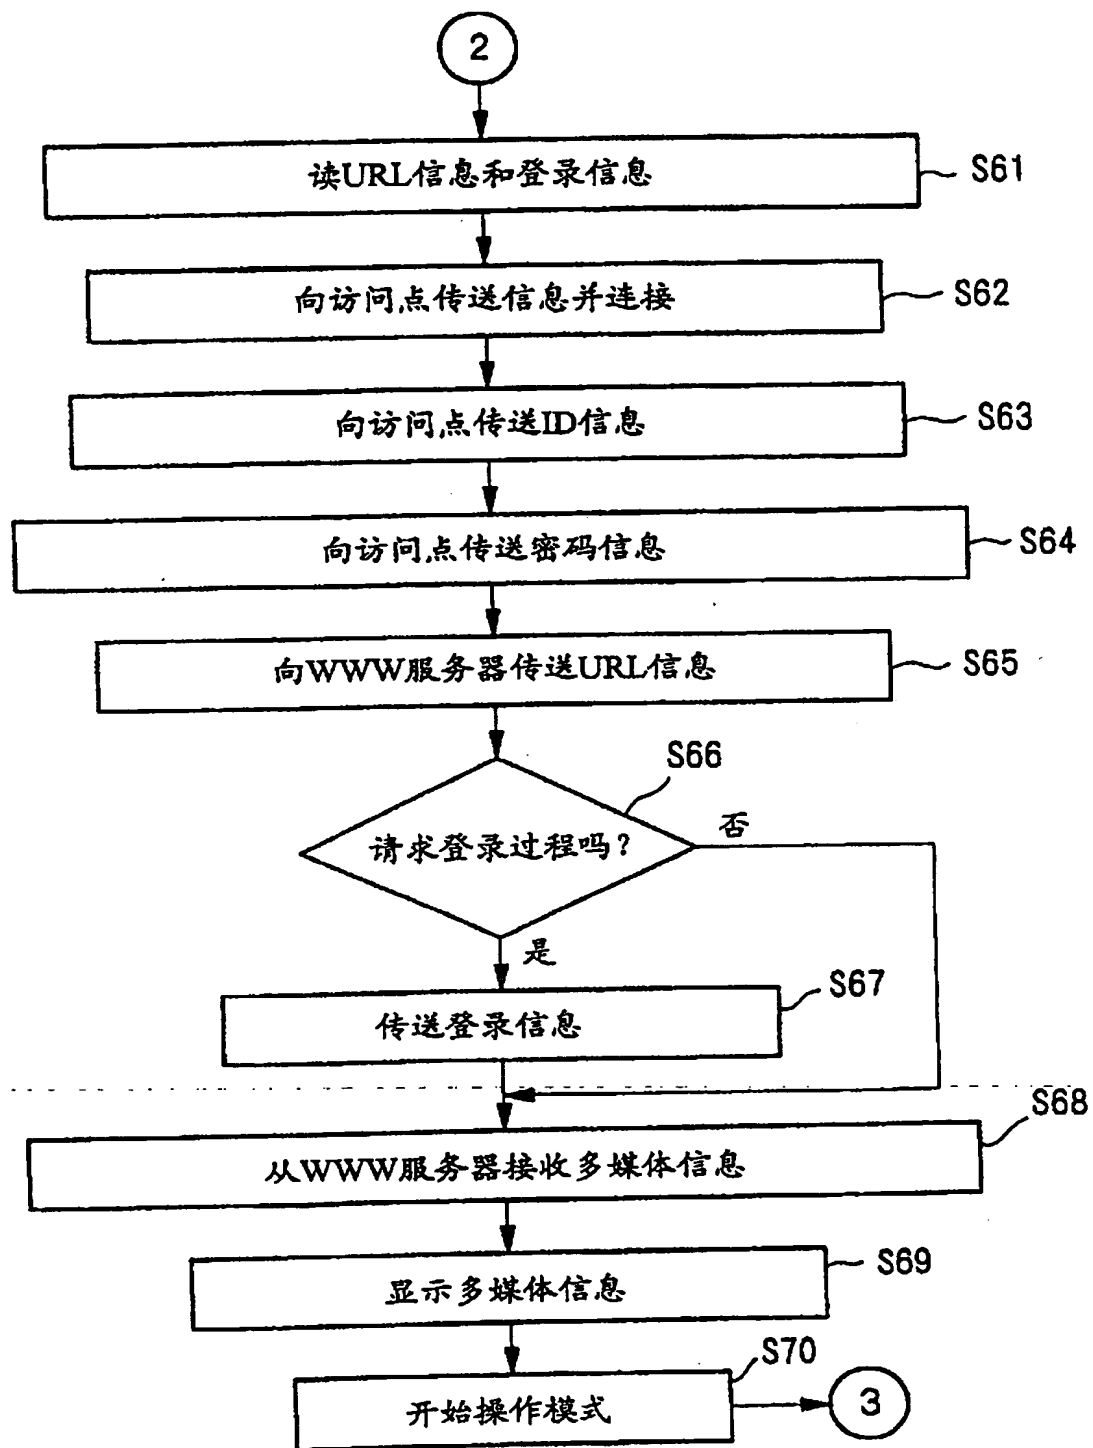 2
读URL信息和登录信息
S61
向访问点传送信息并连接
S62
向访问点传送ID信息
S63
向访问点传送密码信息
S64
向WWW服务器传送URL信息
S65
S66
请求登录过程吗?
否
是
S67
传送登录信息
S68
从WWW服务器接收多媒体信息
S69
显示多媒体信息
S70
开始操作模式
3